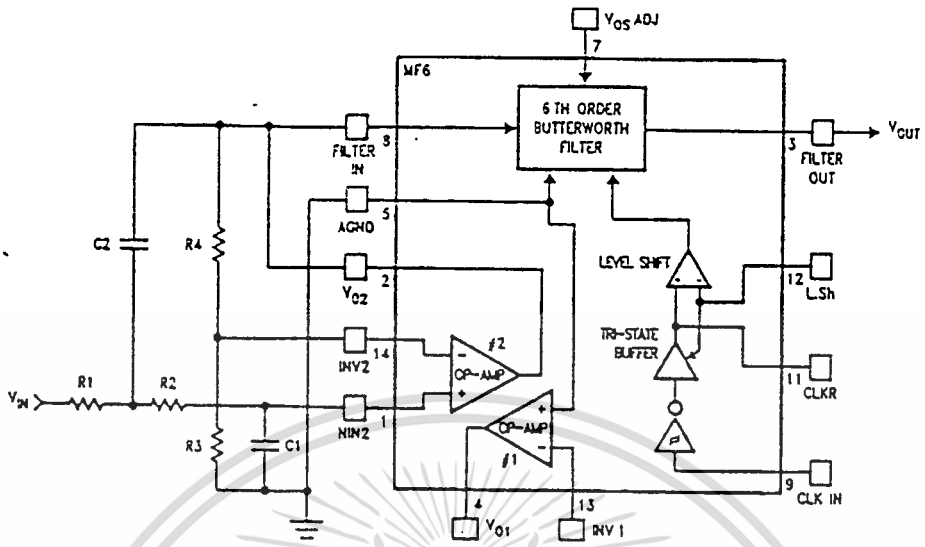 V_OS ADJ
7
MF6
6 TH ORDER
BUTTERWORTH
FILTER
8
FILTER
IN
3
FILTER
OUT
V_OUT
5
AGND
C2
R4
2
V_O2
LEVEL SHIFT
12
L.Sh
TRI-STATE
BUFFER
14
INV2
#2
OP-AMP
11
CLKR
V_IN
R1
R2
1
NIN2
R3
C1
OP-AMP
#1
9
CLK IN
4
V_O1
13
INV 1